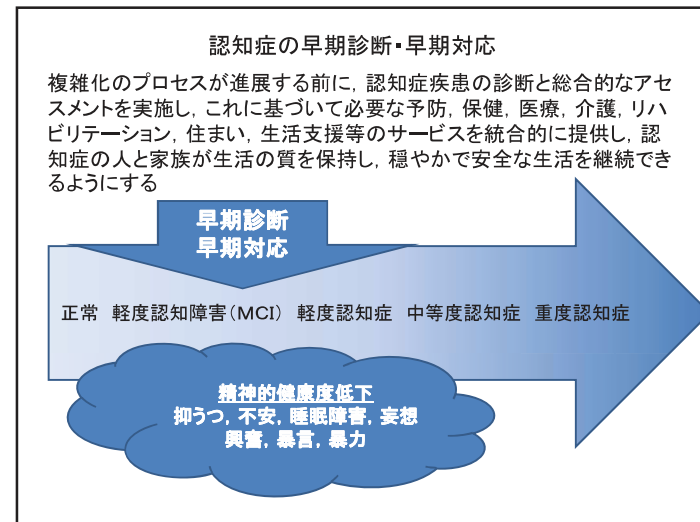 認知症の早期診断・早期対応
複雑化のプロセスが進展する前に，認知症疾患の診断と総合的なアセ
スメントを実施し，これに基づいて必要な予防，保健，医療，介護，リハ
ビリテーション，住まい，生活支援等のサービスを統合的に提供し，認
知症の人と家族が生活の質を保持し，穏やかで安全な生活を継続でき
るようにする
早期診断
早期対応
正常 軽度認知障害（MCI） 軽度認知症 中等度認知症 重度認知症
精神的健康度低下
抑うつ，不安，睡眠障害，妄想
興奮，暴言，暴力